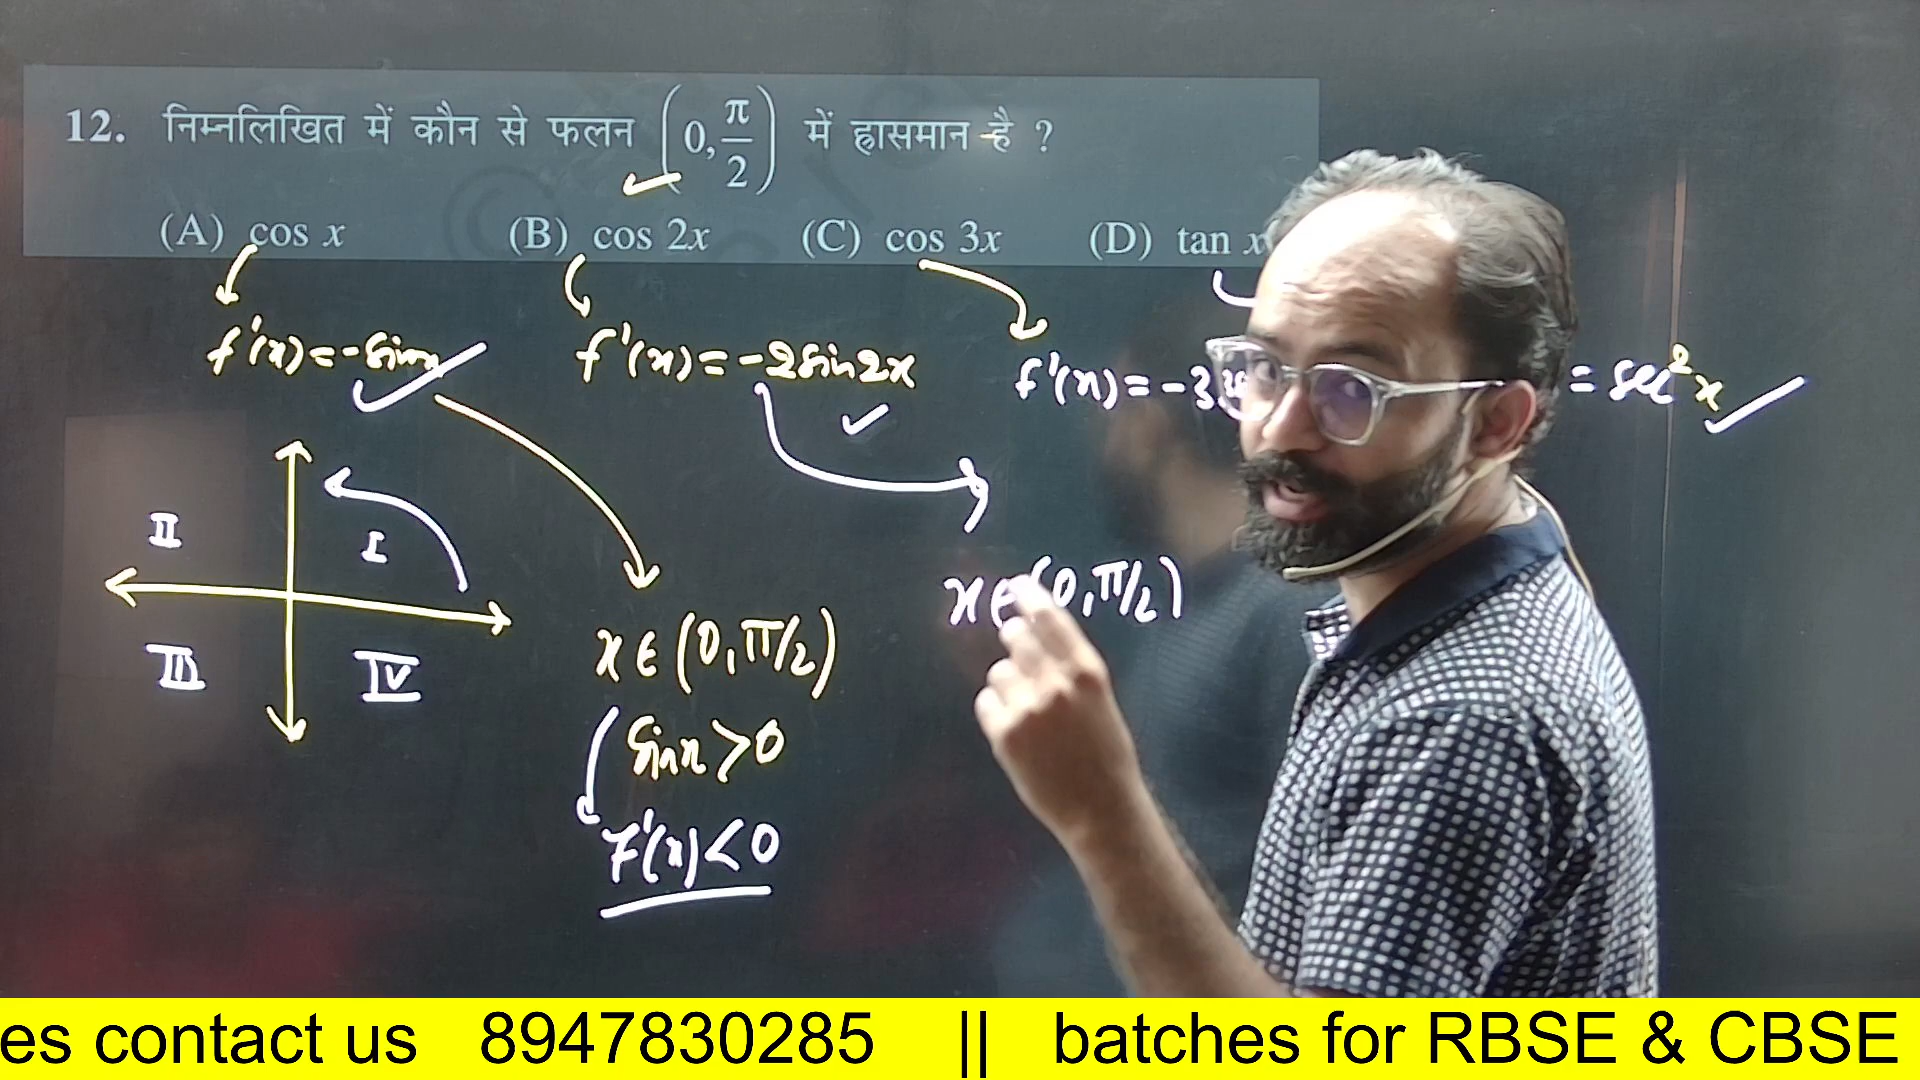 12. निम्नलिखित में कौन से फलन (0, π/2) में ह्रासमान है ?
(A) cos x (B) cos 2x (C) cos 3x (D) tan x
f'(x) = -sinx f'(x) = -2sin2x f'(x) = -3 = sec²x
II I
III IV
x ∈ (0, π/2) x ∈ (0, π/2)
sinx > 0
f'(x) < 0
es contact us 8947830285 || batches for RBSE & CBSE